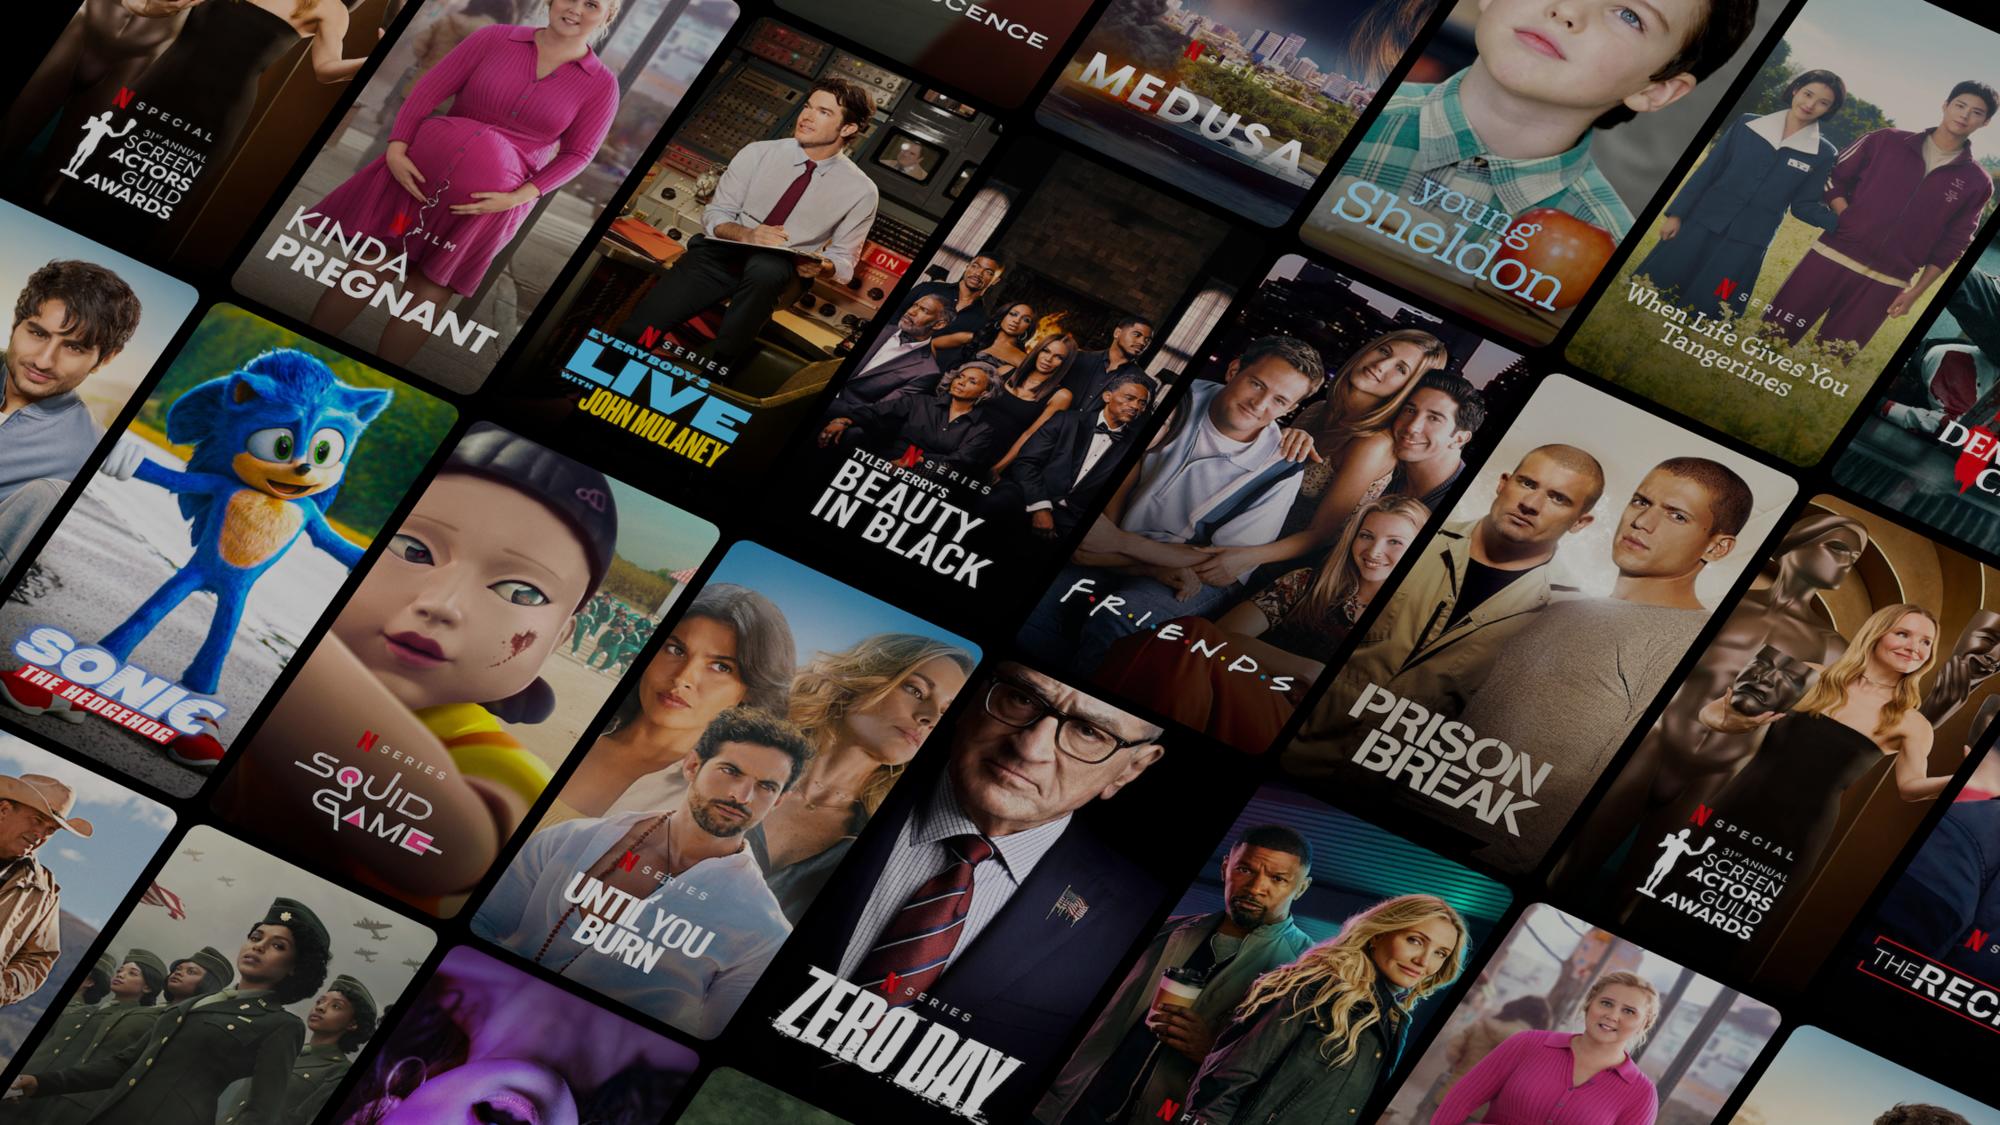 N SPECIAL
31ST ANNUAL
SCREEN
ACTORS
GUILD
AWARDS
N FILM
KINDA
PREGNANT
ON
N SERIES
EVERYBODY'S
LIVE
WITH
JOHN MULANEY
CENCE
MEDUSA
N SERIES
TYLER PERRY'S
BEAUTY
IN BLACK
young
Sheldon
N SERIES
When Life Gives You
Tangerines
SONIC
THE HEDGEHOG
N SERIES
SQUID
GAME
N SERIES
UNTIL YOU
BURN
N SERIES
ZERO DAY
F·R·I·E·N·D·S
PRISON
BREAK
N SPECIAL
31ST ANNUAL
SCREEN
ACTORS
GUILD
AWARDS
N
THE REC